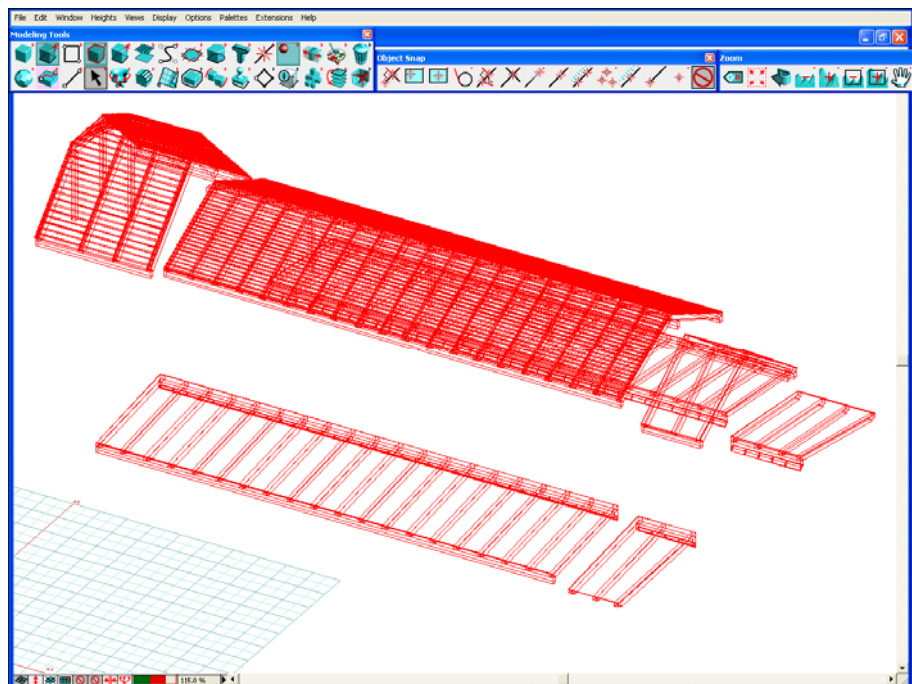 File Edit Window Heights Views Display Options Palettes Extensions Help
Modeling Tools
Object Snap
Zoom
115.0 %